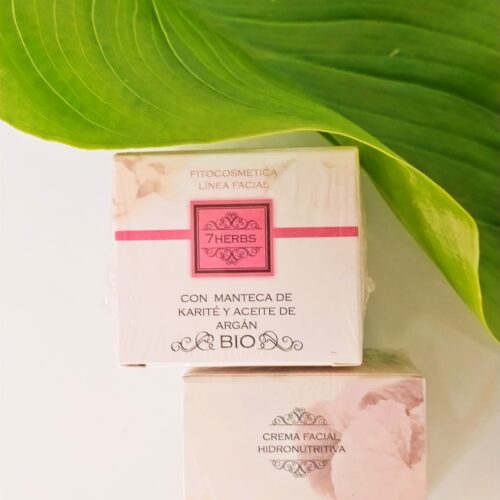 FITOCOSMETICA
LÍNEA FACIAL
7HERBS
CON MANTECA DE
KARITÉ Y ACEITE DE
ARGÁN
BIO
CREMA FACIAL
HIDRONUTRITIVA